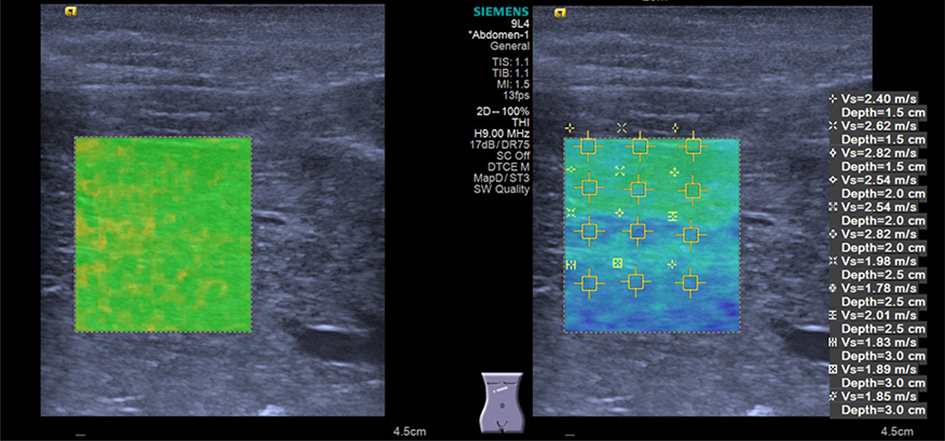 SIEMENS
9L4
*Abdomen-1
General
TIS: 1.1
TIB: 1.1
MI: 1.5
13fps
2D-- 100%
THI
H9.00 MHz
17dB / DR75
SC Off
DTCE M
MapD / ST3
SW Quality
4.5cm
Vs=2.40 m/s
Depth=1.5 cm
Vs=2.62 m/s
Depth=1.5 cm
Vs=2.82 m/s
Depth=1.5 cm
Vs=2.54 m/s
Depth=2.0 cm
Vs=2.54 m/s
Depth=2.0 cm
Vs=2.82 m/s
Depth=2.0 cm
Vs=1.98 m/s
Depth=2.5 cm
Vs=1.78 m/s
Depth=2.5 cm
Vs=2.01 m/s
Depth=2.5 cm
Vs=1.83 m/s
Depth=3.0 cm
Vs=1.89 m/s
Depth=3.0 cm
Vs=1.85 m/s
Depth=3.0 cm
4.5cm